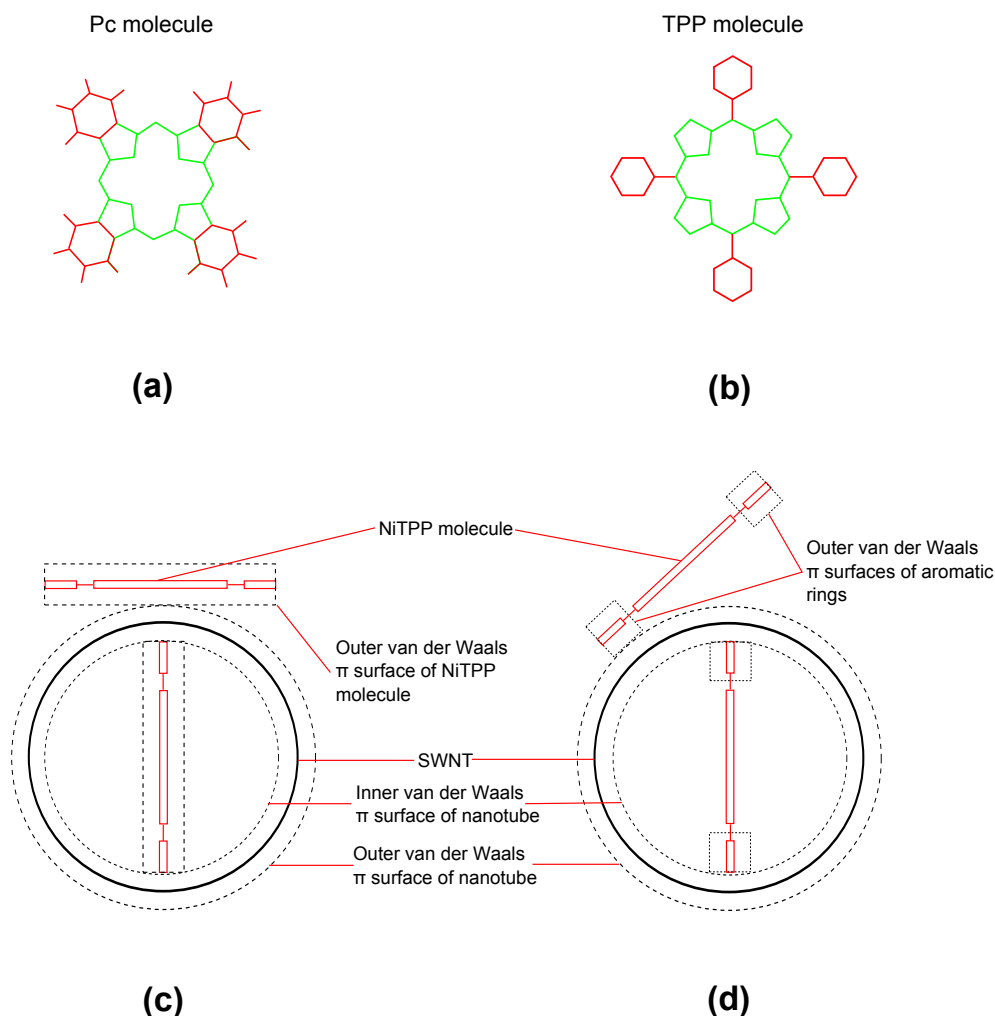 Pc molecule
TPP molecule
(a)
(b)
NiTPP molecule
Outer van der Waals
π surfaces of aromatic
rings
Outer van der Waals
π surface of NiTPP
molecule
SWNT
Inner van der Waals
π surface of nanotube
Outer van der Waals
π surface of nanotube
(c)
(d)